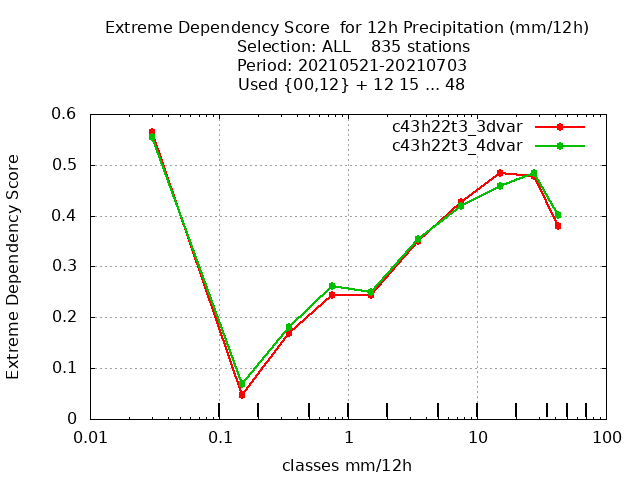 Extreme Dependency Score  for 12h Precipitation (mm/12h)
Selection: ALL    835 stations
Period: 20210521-20210703
Used {00,12} + 12 15 ... 48
c43h22t3_3dvar
c43h22t3_4dvar
Extreme Dependency Score
0.6
0.5
0.4
0.3
0.2
0.1
0
0.01 0.1 1 10 100
classes mm/12h